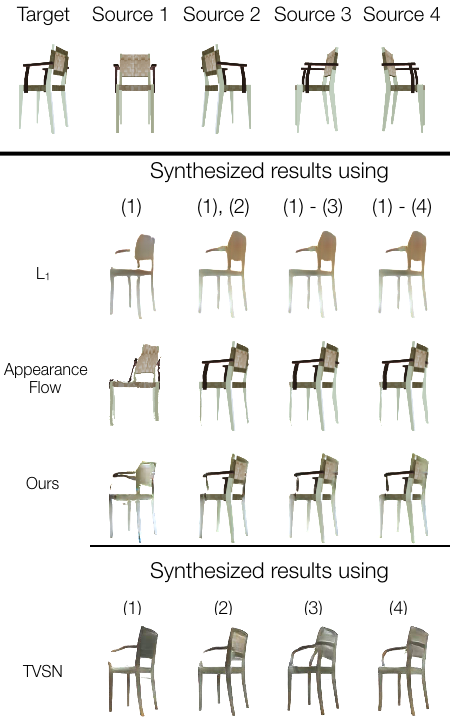 Target Source 1 Source 2 Source 3 Source 4
Synthesized results using
(1) (1), (2) (1) - (3) (1) - (4)
L₁
Appearance
Flow
Ours
Synthesized results using
(1) (2) (3) (4)
TVSN